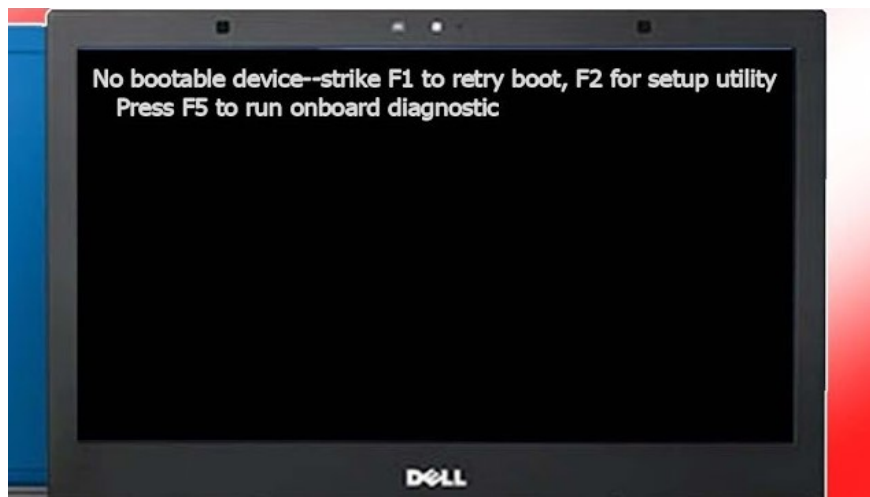 No bootable device--strike F1 to retry boot, F2 for setup utility
Press F5 to run onboard diagnostic
DELL